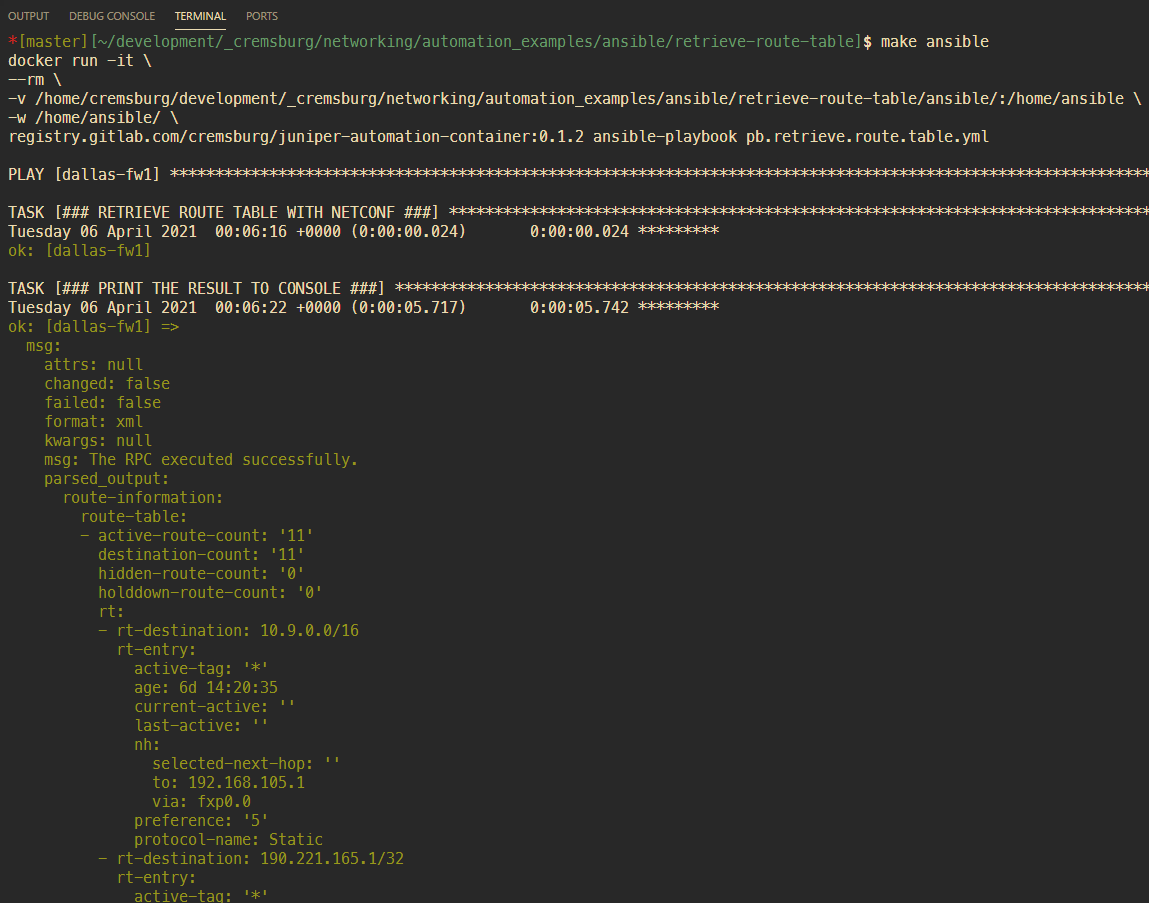 OUTPUT DEBUG CONSOLE TERMINAL PORTS
*[master][~/development/_cremsburg/networking/automation_examples/ansible/retrieve-route-table]$ make ansible
docker run -it \
--rm \
-v /home/cremsburg/development/_cremsburg/networking/automation_examples/ansible/retrieve-route-table/ansible/:/home/ansible \
-w /home/ansible/ \
registry.gitlab.com/cremsburg/juniper-automation-container:0.1.2 ansible-playbook pb.retrieve.route.table.yml
PLAY [dallas-fw1] *************************************************************************************************************
TASK [### RETRIEVE ROUTE TABLE WITH NETCONF ###] ******************************************************************************
Tuesday 06 April 2021  00:06:16 +0000 (0:00:00.024)       0:00:00.024 *********
ok: [dallas-fw1]
TASK [### PRINT THE RESULT TO CONSOLE ###] ************************************************************************************
Tuesday 06 April 2021  00:06:22 +0000 (0:00:05.717)       0:00:05.742 *********
ok: [dallas-fw1] =>
  msg:
    attrs: null
    changed: false
    failed: false
    format: xml
    kwargs: null
    msg: The RPC executed successfully.
    parsed_output:
      route-information:
        route-table:
        - active-route-count: '11'
          destination-count: '11'
          hidden-route-count: '0'
          holddown-route-count: '0'
          rt:
          - rt-destination: 10.9.0.0/16
            rt-entry:
              active-tag: '*'
              age: 6d 14:20:35
              current-active: ''
              last-active: ''
              nh:
                selected-next-hop: ''
                to: 192.168.105.1
                via: fxp0.0
              preference: '5'
              protocol-name: Static
          - rt-destination: 190.221.165.1/32
            rt-entry:
              active-tag: '*'